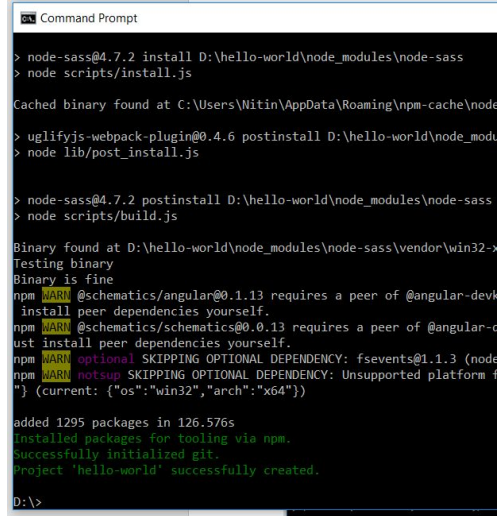 Command Prompt
> node-sass@4.7.2 install D:\hello-world\node_modules\node-sass
> node scripts/install.js
Cached binary found at C:\Users\Nitin\AppData\Roaming\npm-cache\node
> uglifyjs-webpack-plugin@0.4.6 postinstall D:\hello-world\node_modu
> node lib/post_install.js
> node-sass@4.7.2 postinstall D:\hello-world\node_modules\node-sass
> node scripts/build.js
Binary found at D:\hello-world\node_modules\node-sass\vendor\win32-x
Testing binary
Binary is fine
npm WARN @schematics/angular@0.1.13 requires a peer of @angular-devk
 install peer dependencies yourself.
npm WARN @schematics/schematics@0.0.13 requires a peer of @angular-d
ust install peer dependencies yourself.
npm WARN optional SKIPPING OPTIONAL DEPENDENCY: fsevents@1.1.3 (node
npm WARN notsup SKIPPING OPTIONAL DEPENDENCY: Unsupported platform f
"} (current: {"os":"win32","arch":"x64"})
added 1295 packages in 126.576s
Installed packages for tooling via npm.
Successfully initialized git.
Project 'hello-world' successfully created.
D:\>